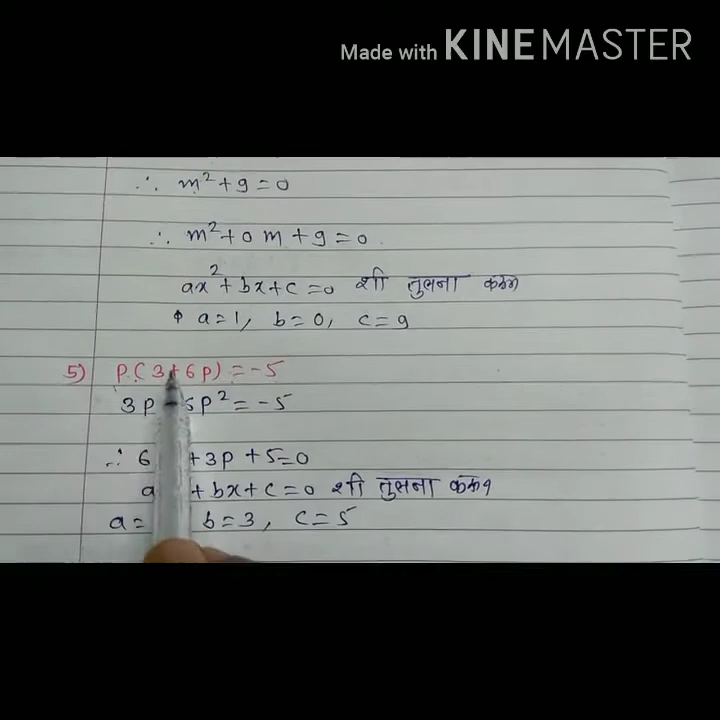 Made with KINEMASTER
∴ m²+9=0
∴ m²+0m+9=0
ax²+bx+c=0 शी तुलना करून
a=1, b=0, c=9
5) P(3+6P)=-5
3P 6P²=-5
∴ 6 +3P+5=0
a +bx+c=0 शी तुलना करून
a= b=3, c=5